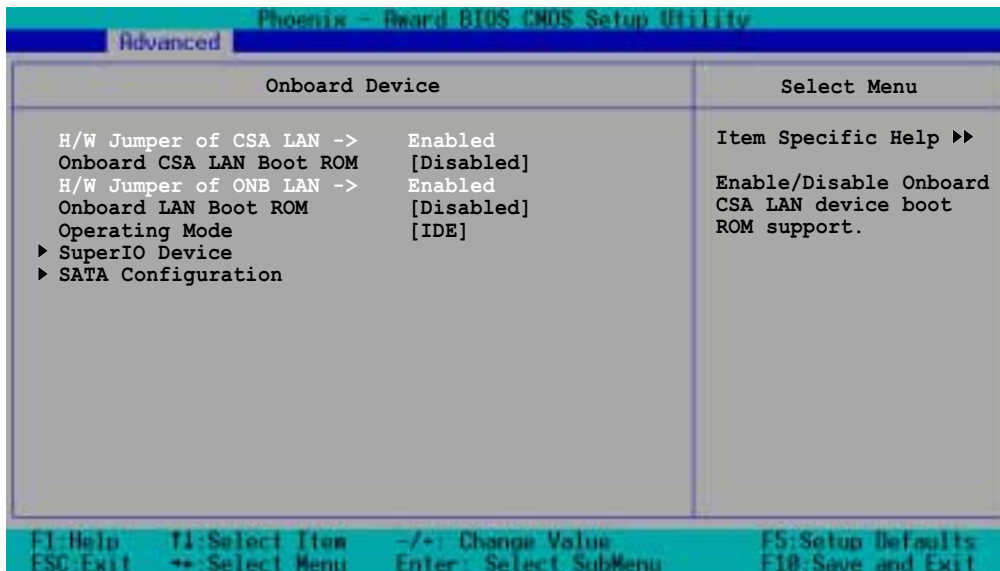 Phoenix - Award BIOS CMOS Setup Utility
Advanced
Onboard Device
Select Menu
H/W Jumper of CSA LAN -> Enabled
Onboard CSA LAN Boot ROM [Disabled]
H/W Jumper of ONB LAN -> Enabled
Onboard LAN Boot ROM [Disabled]
Operating Mode [IDE]
▶ SuperIO Device
▶ SATA Configuration
Item Specific Help ▶▶
Enable/Disable Onboard
CSA LAN device boot
ROM support.
F1:Help ↑↓:Select Item -/+: Change Value F5:Setup Defaults
ESC:Exit ←→:Select Menu Enter: Select SubMenu F10:Save and Exit